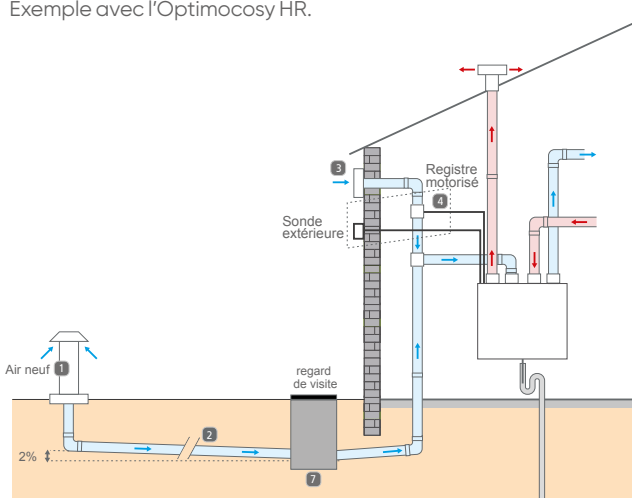 Exemple avec l'Optimocosy HR.
3
Registre
motorisé
4
Sonde
extérieure
Air neuf 1
regard
de visite
2
2%
7